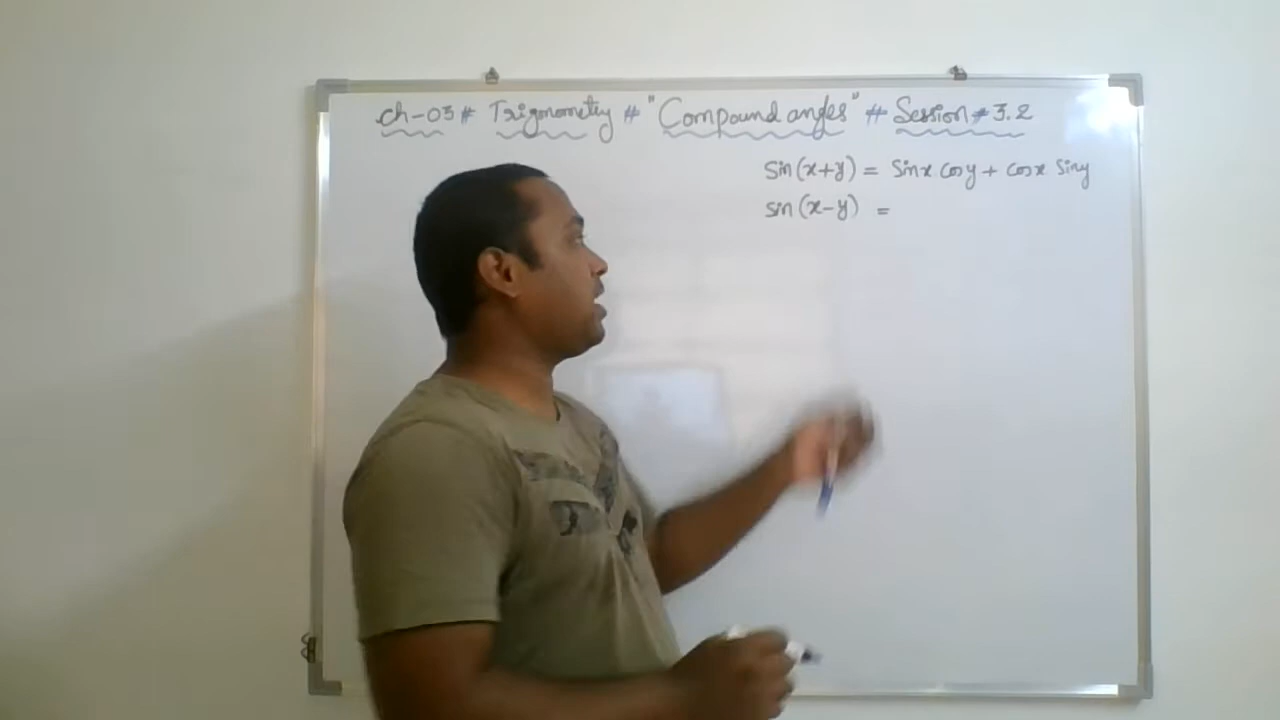 ch-03 # Trigonometry # "Compound angles" # Session # 3.2
Sin(x+y) = Sinx Cosy + Cosx Siny
Sin(x-y) =